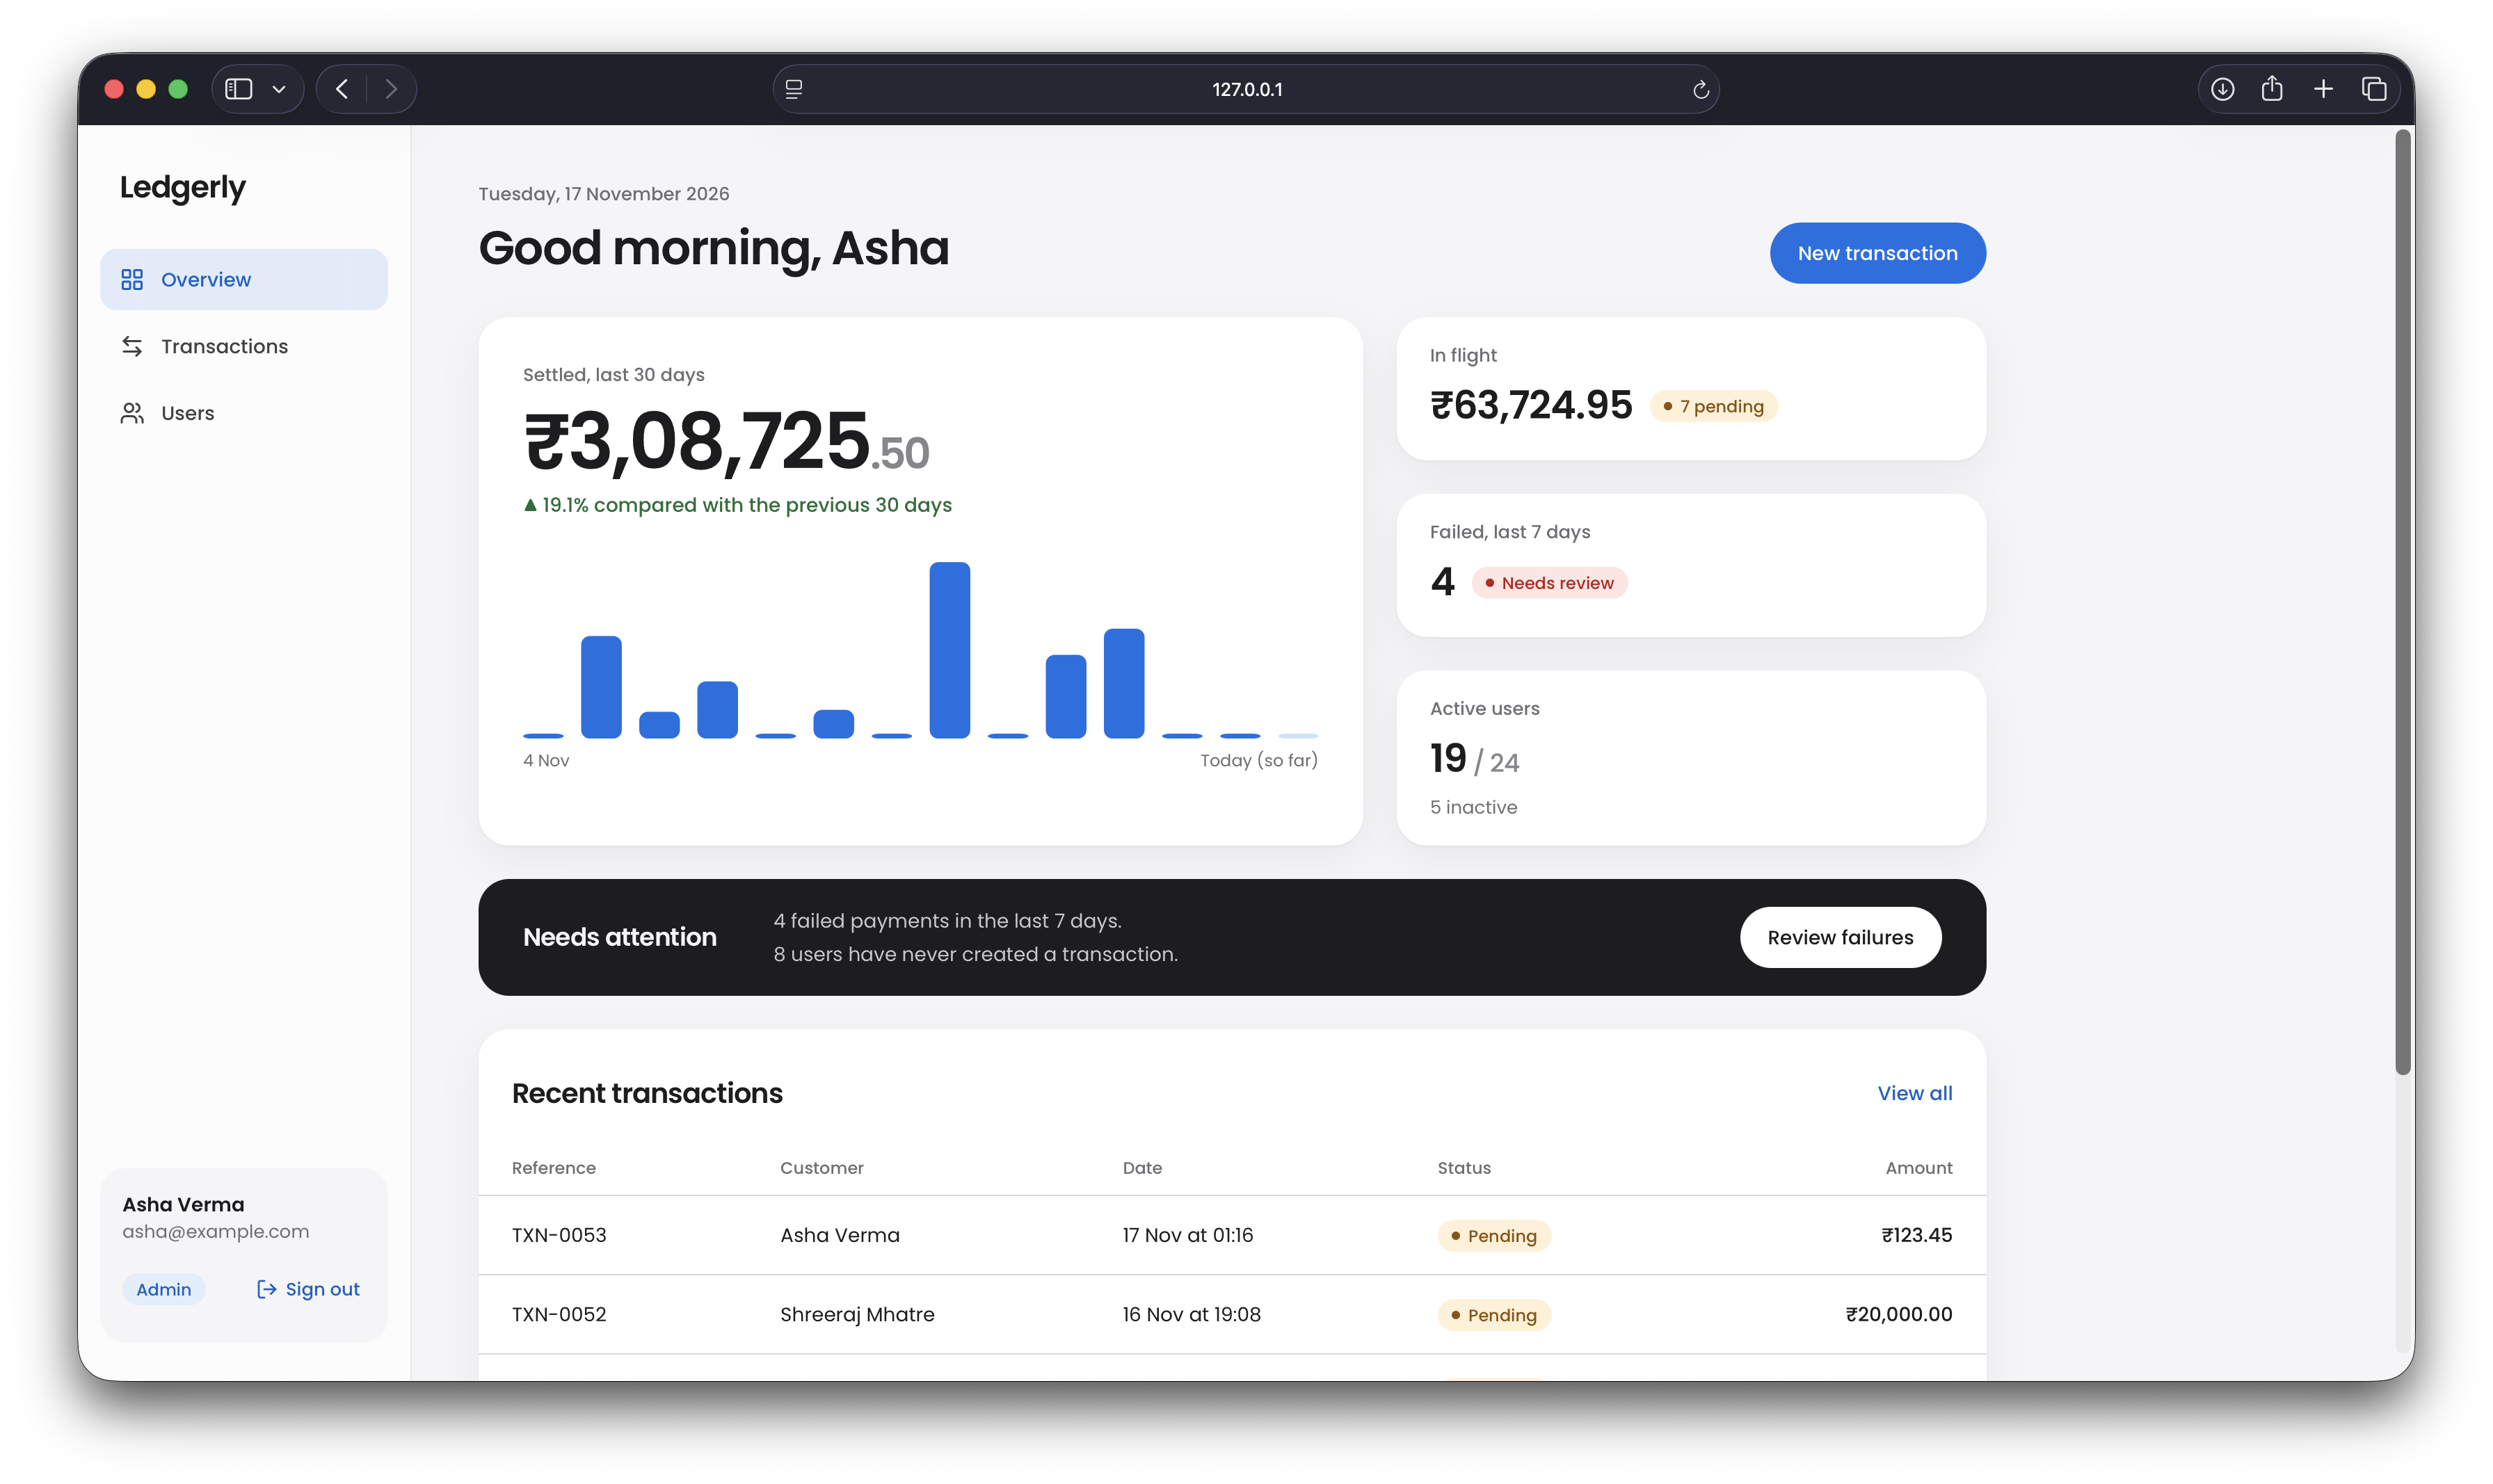 127.0.0.1
Ledgerly
Overview
Transactions
Users
Asha Verma
asha@example.com
Admin
Sign out
Tuesday, 17 November 2026
Good morning, Asha
New transaction
Settled, last 30 days
₹3,08,725.50
▲ 19.1% compared with the previous 30 days
4 Nov
Today (so far)
In flight
₹63,724.95
7 pending
Failed, last 7 days
4
Needs review
Active users
19 / 24
5 inactive
Needs attention
4 failed payments in the last 7 days.
8 users have never created a transaction.
Review failures
Recent transactions
View all
Reference Customer Date Status Amount
TXN-0053 Asha Verma 17 Nov at 01:16 Pending ₹123.45
TXN-0052 Shreeraj Mhatre 16 Nov at 19:08 Pending ₹20,000.00